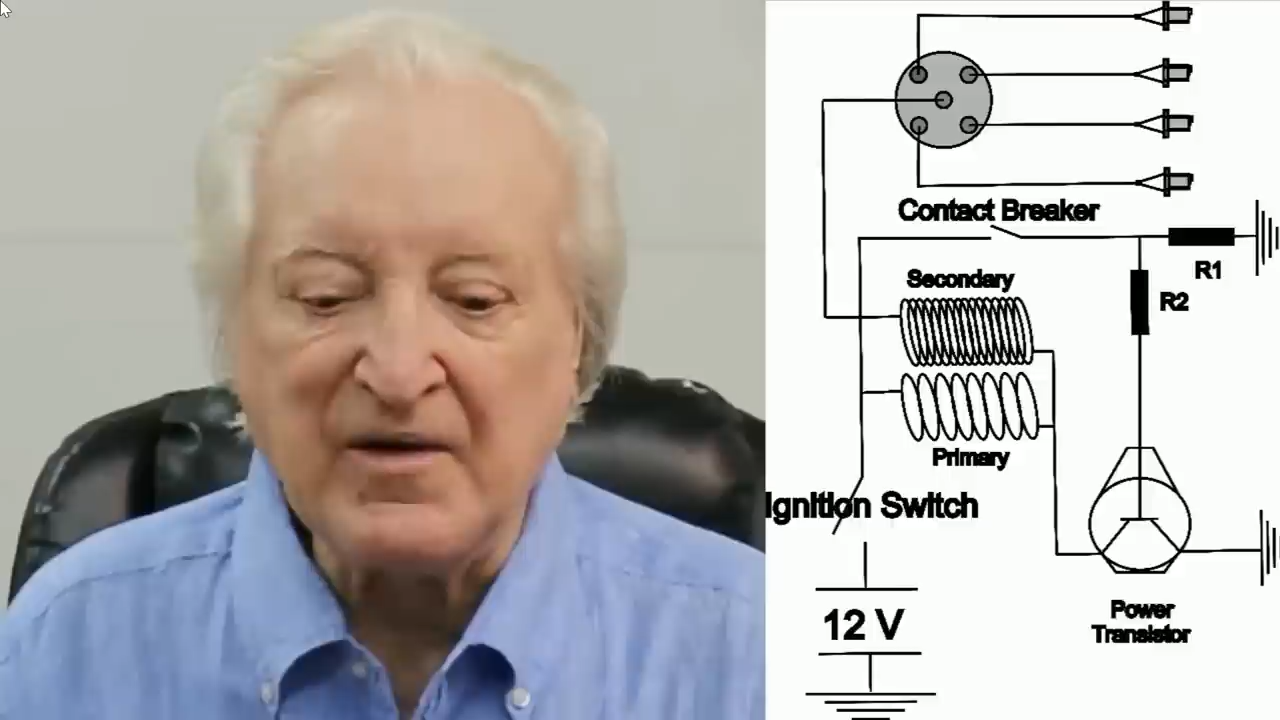 Contact Breaker
R1
Secondary
R2
Primary
Ignition Switch
12 V
Power
Transistor